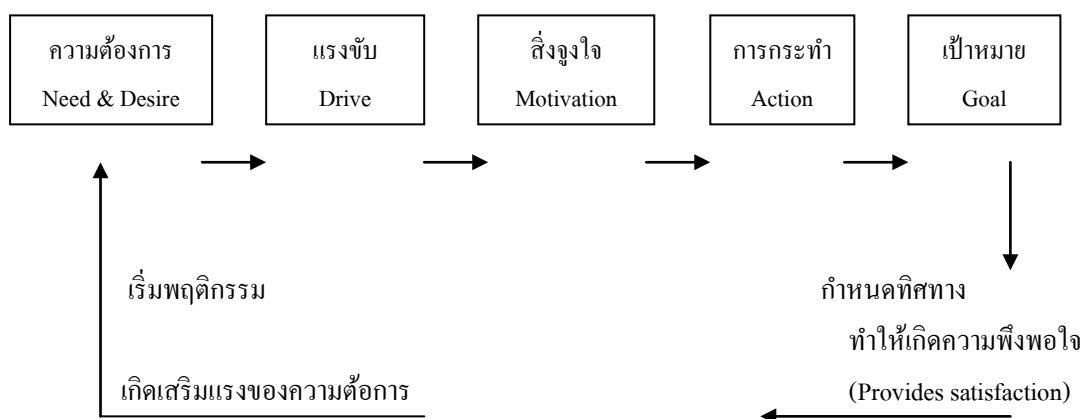 ความต้องการ
Need & Desire
แรงขับ
Drive
สิ่งจูงใจ
Motivation
การกระทำ
Action
เป้าหมาย
Goal
เริ่มพฤติกรรม
กำหนดทิศทาง
ทำให้เกิดความพึงพอใจ
(Provides satisfaction)
เกิดเสริมแรงของความต้อการ